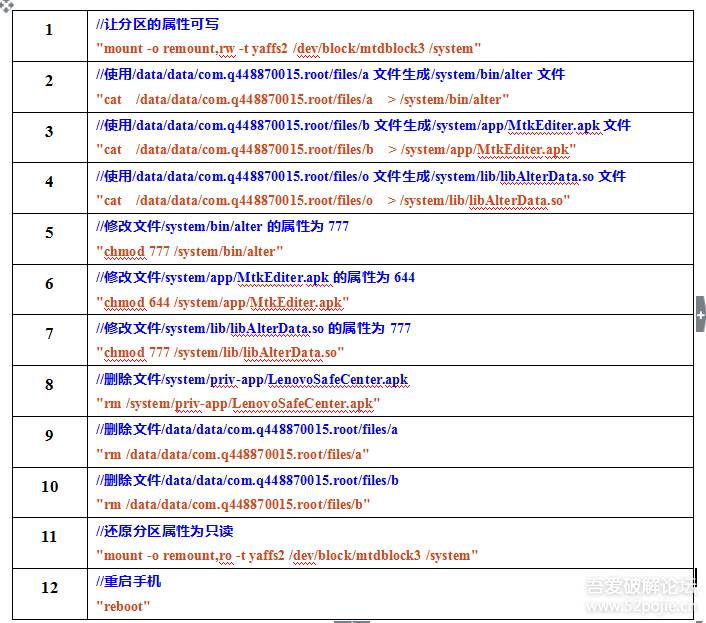 1
//让分区的属性可写
"mount -o remount,rw -t yaffs2 /dev/block/mtdblock3 /system"
2
//使用/data/data/com.q448870015.root/files/a 文件生成/system/bin/alter 文件
"cat /data/data/com.q448870015.root/files/a > /system/bin/alter"
3
//使用/data/data/com.q448870015.root/files/b 文件生成/system/app/MtkEditer.apk 文件
"cat /data/data/com.q448870015.root/files/b > /system/app/MtkEditer.apk"
4
//使用/data/data/com.q448870015.root/files/o 文件生成/system/lib/libAlterData.so 文件
"cat /data/data/com.q448870015.root/files/o > /system/lib/libAlterData.so"
5
//修改文件/system/bin/alter 的属性为 777
"chmod 777 /system/bin/alter"
6
//修改文件/system/app/MtkEditer.apk 的属性为 644
"chmod 644 /system/app/MtkEditer.apk"
7
//修改文件/system/lib/libAlterData.so 的属性为 777
"chmod 777 /system/lib/libAlterData.so"
8
//删除文件/system/priv-app/LenovoSafeCenter.apk
"rm /system/priv-app/LenovoSafeCenter.apk"
9
//删除文件/data/data/com.q448870015.root/files/a
"rm /data/data/com.q448870015.root/files/a"
10
//删除文件/data/data/com.q448870015.root/files/b
"rm /data/data/com.q448870015.root/files/b"
11
//还原分区属性为只读
"mount -o remount,ro -t yaffs2 /dev/block/mtdblock3 /system"
12
//重启手机
"reboot"
吾爱破解论坛
www.52pojie.cn